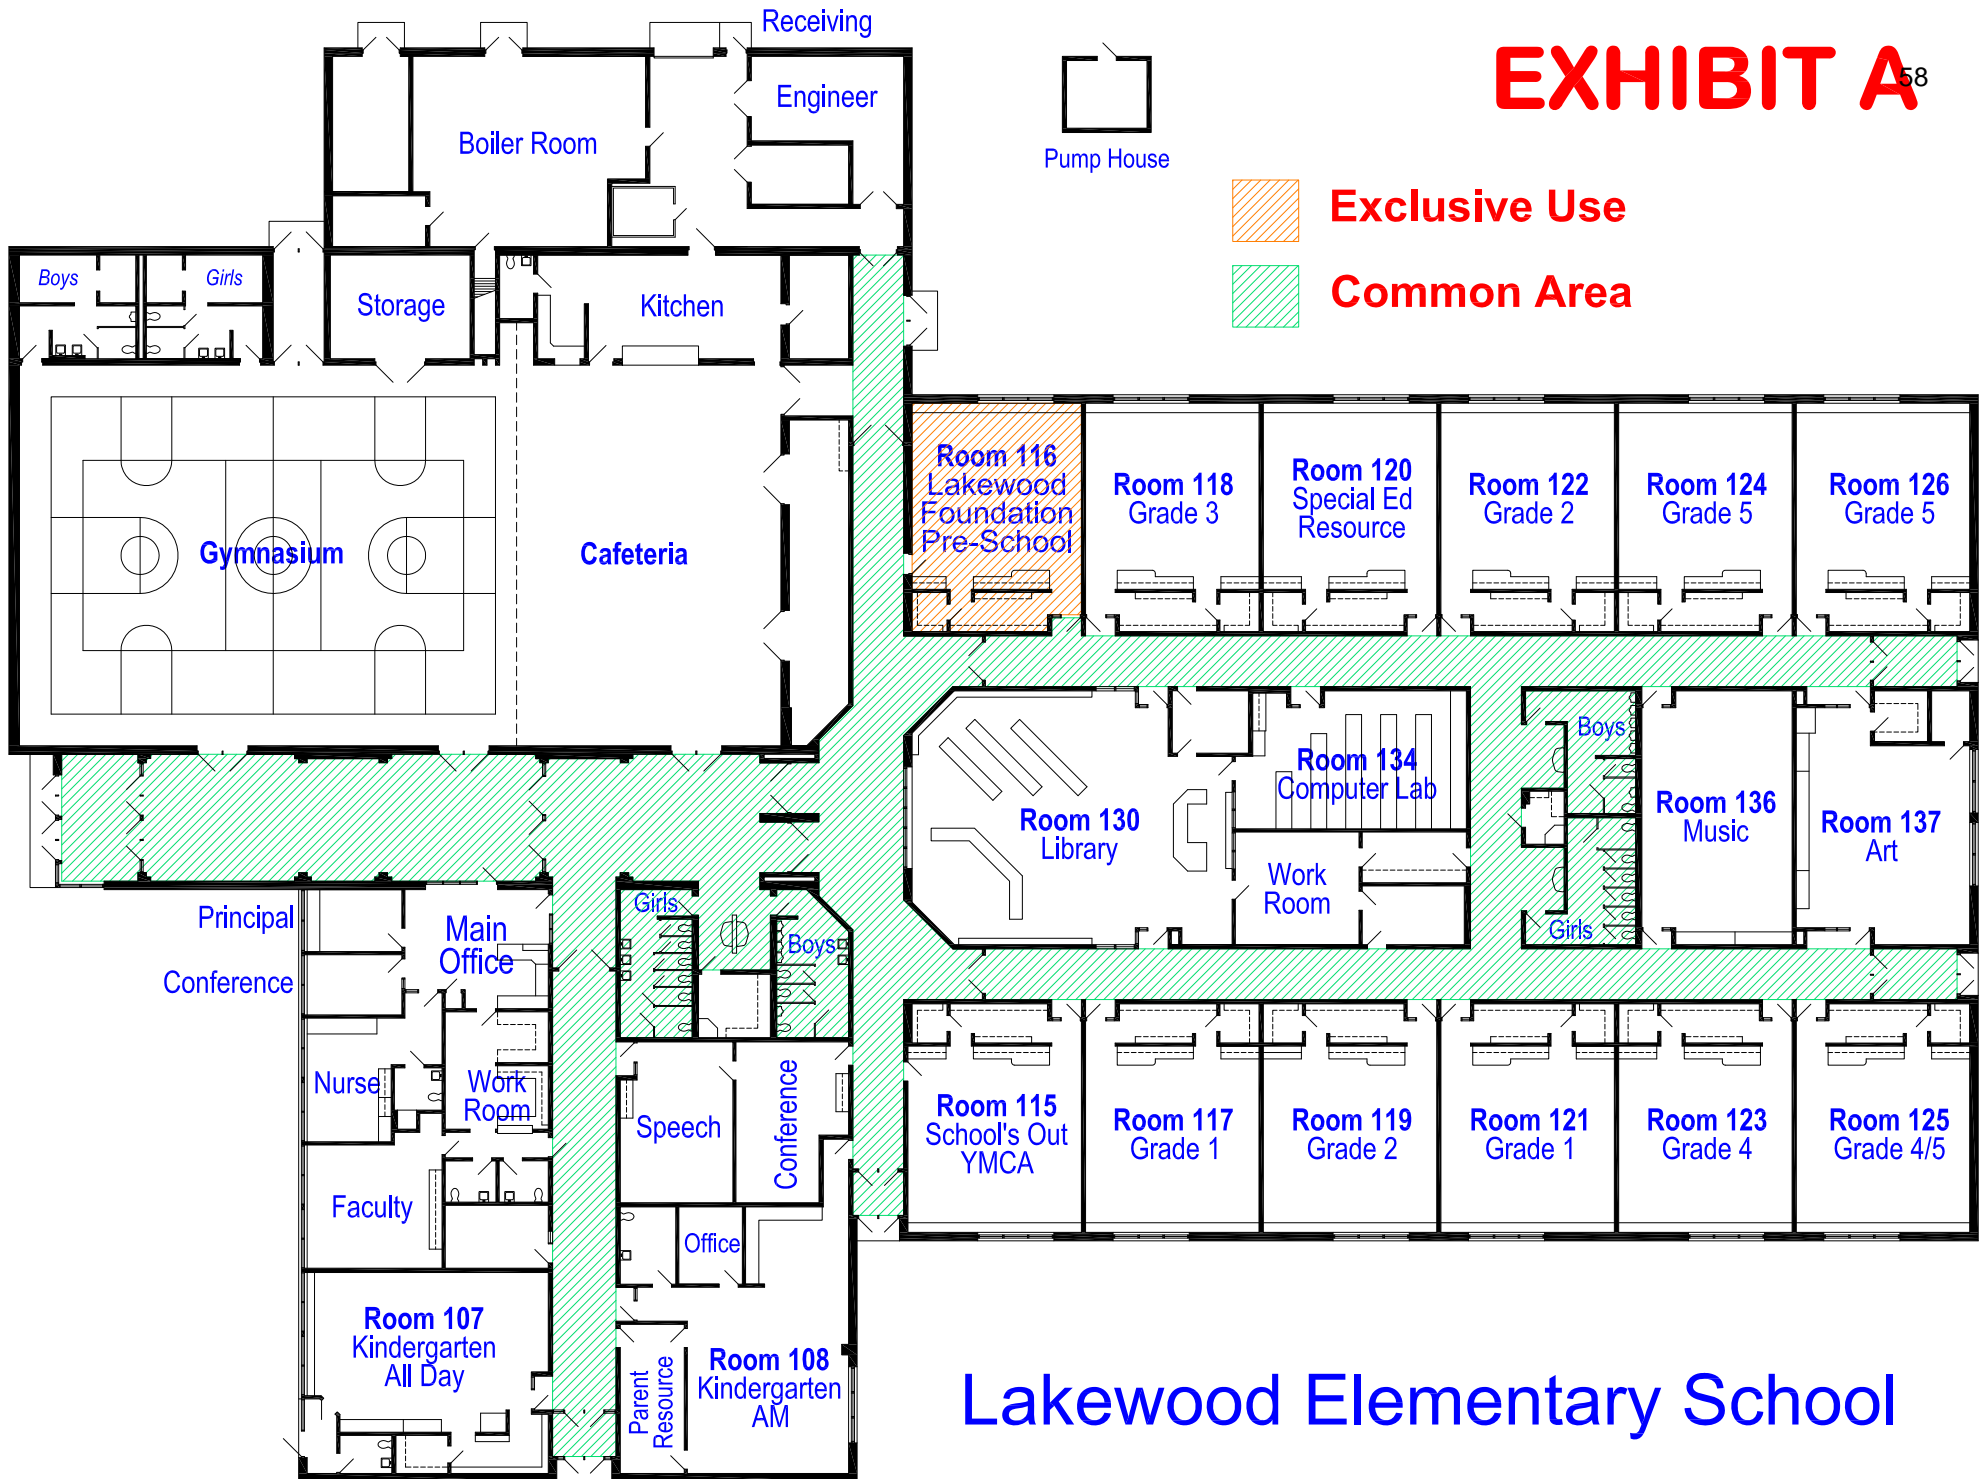 Receiving
EXHIBIT A
58
Engineer
Boiler Room
Pump House
Exclusive Use
Common Area
Boys
Girls
Storage
Kitchen
Room 116
Lakewood
Foundation
Pre-School
Room 118
Grade 3
Room 120
Special Ed
Resource
Room 122
Grade 2
Room 124
Grade 5
Room 126
Grade 5
Gymnasium
Cafeteria
Boys
Room 134
Computer Lab
Room 130
Library
Room 136
Music
Room 137
Art
Work
Room
Girls
Principal
Main
Office
Conference
Girls
Boys
Nurse
Work
Room
Speech
Conference
Room 115
School's Out
YMCA
Room 117
Grade 1
Room 119
Grade 2
Room 121
Grade 1
Room 123
Grade 4
Room 125
Grade 4/5
Faculty
Office
Room 107
Kindergarten
All Day
Parent
Resource
Room 108
Kindergarten
AM
Lakewood Elementary School